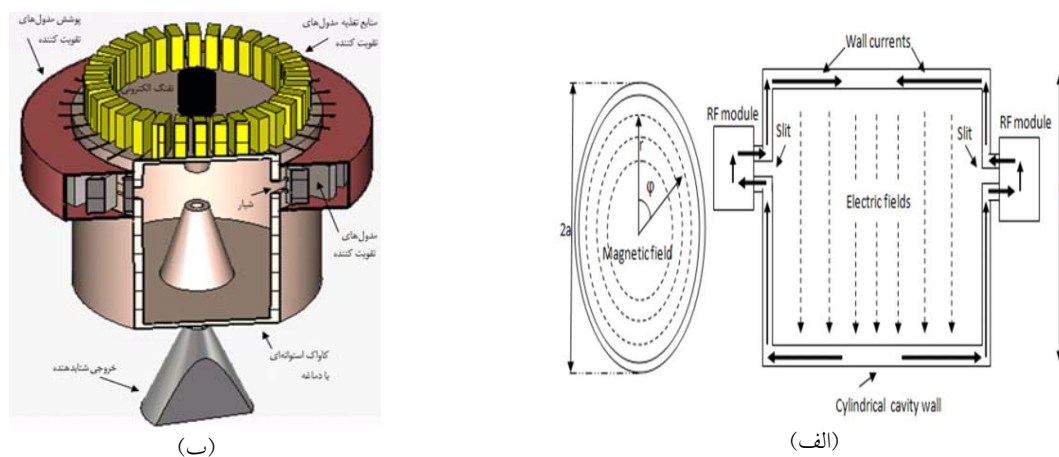 پوشش مدول‌های
تقویت کننده
منابع تغذیه مدول‌های
تقویت کننده
تفنگ الکترونی
شیار
مدول‌های
تقویت کننده
کاواک استوانه‌ای
با دماغه
خروجی شتابدهنده
(ب)
Wall currents
RF module
Slit
Slit
RF module
r
φ
2a
Magnetic field
Electric fields
Cylindrical cavity wall
(الف)